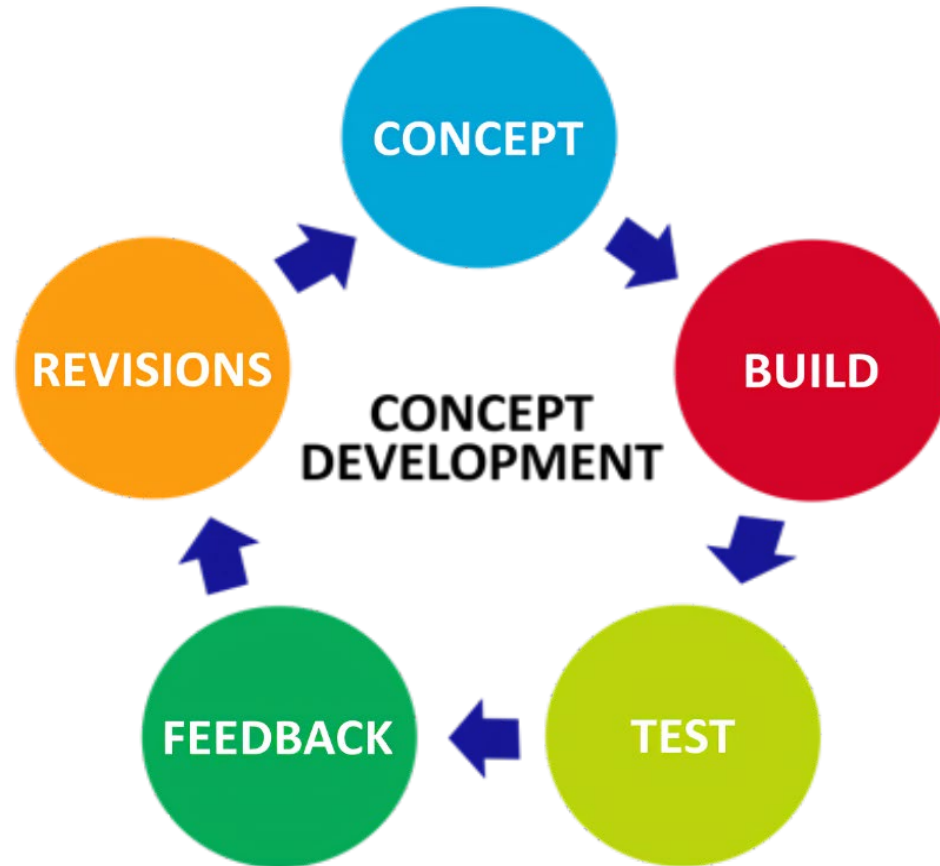 CONCEPT
BUILD
TEST
FEEDBACK
REVISIONS
CONCEPT
DEVELOPMENT